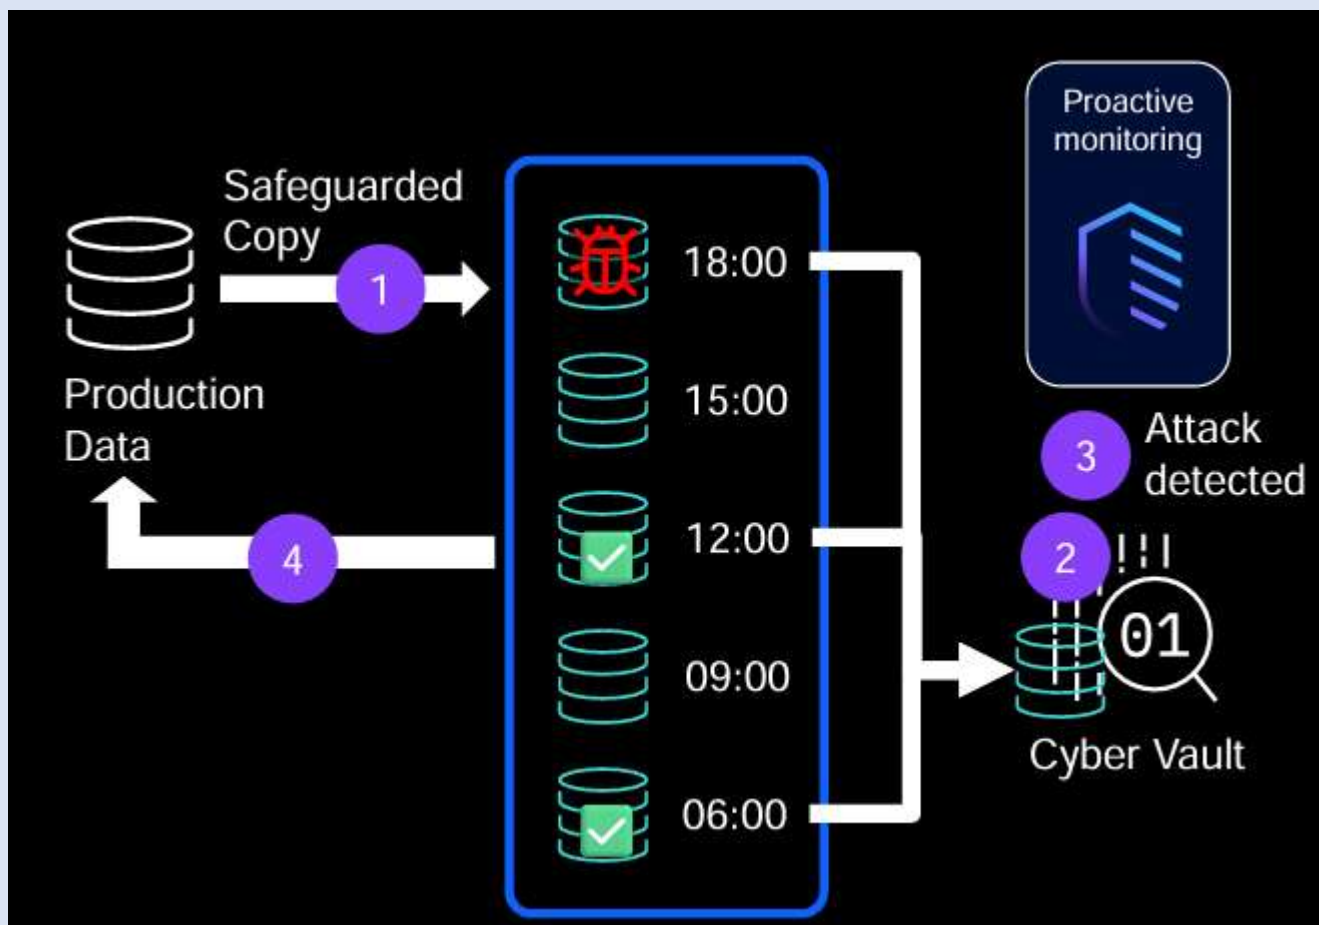 Proactive
monitoring
Safeguarded
Copy
1
18:00
Production
Data
15:00
3
Attack
detected
4
12:00
2
01
09:00
Cyber Vault
06:00